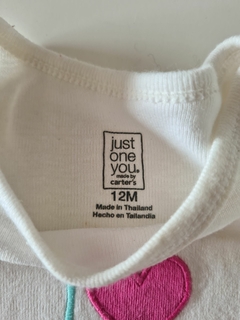 just
one
you.
made by
carter's
12M
Made in Thailand
Hecho en Tailandia